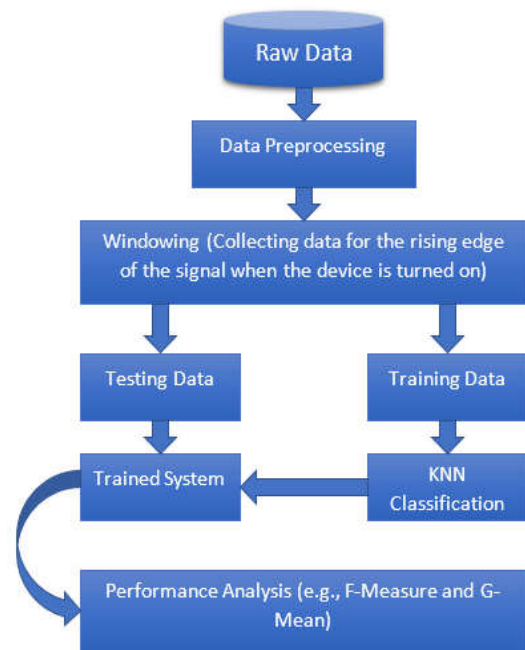 Raw Data
Data Preprocessing
Windowing (Collecting data for the rising edge
of the signal when the device is turned on)
Testing Data
Training Data
Trained System
KNN
Classification
Performance Analysis (e.g., F-Measure and G-
Mean)